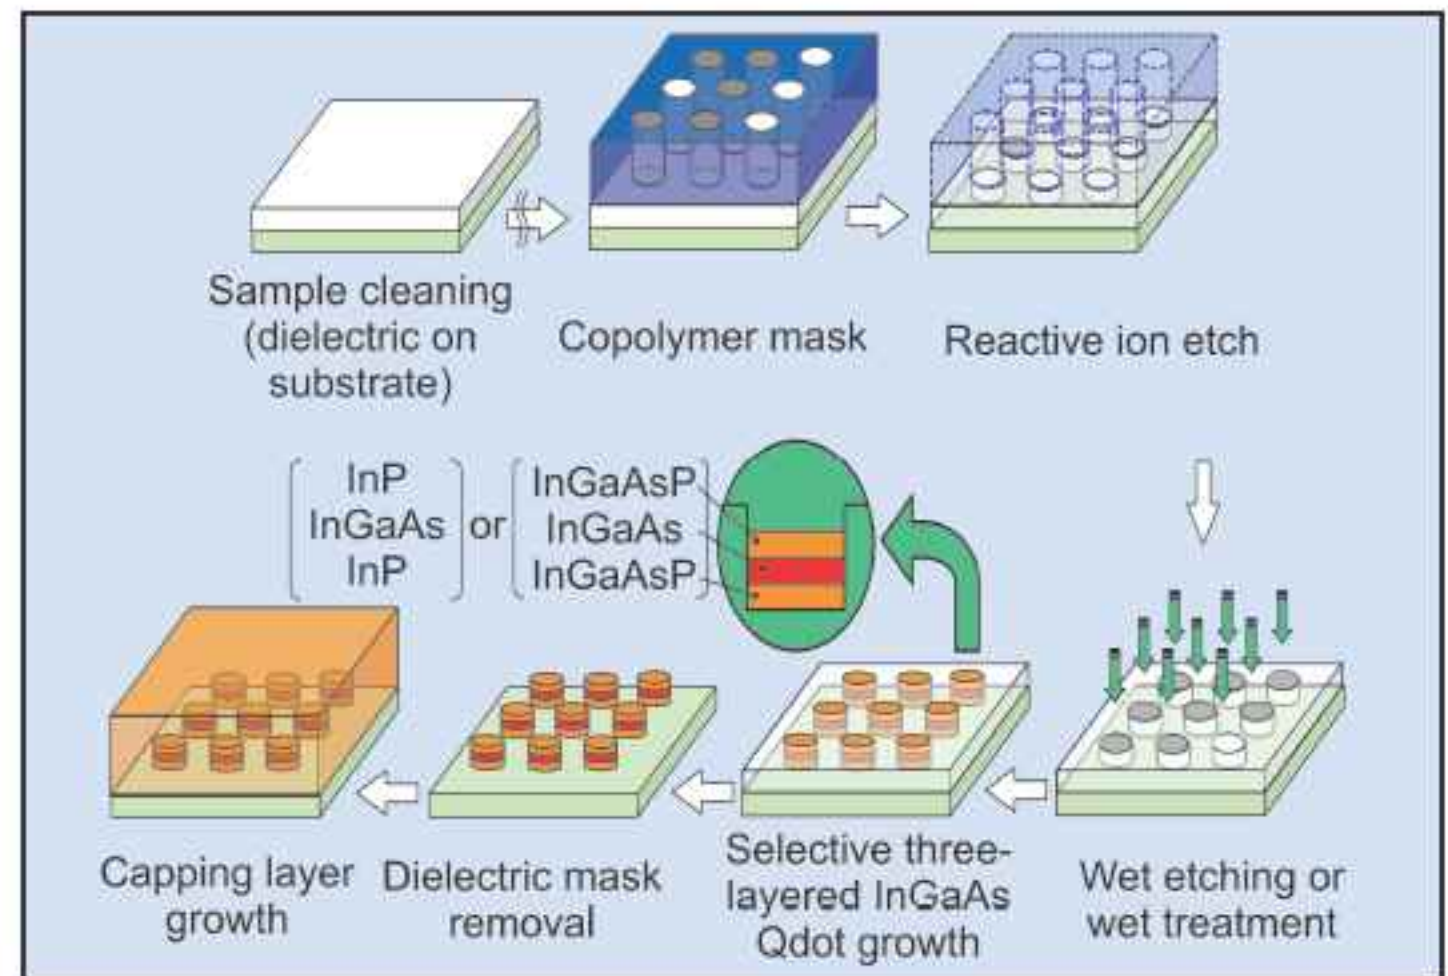 Sample cleaning
(dielectric on
substrate)
Copolymer mask
Reactive ion etch
InP
InGaAs
InP
or
InGaAsP
InGaAs
InGaAsP
Capping layer
growth
Dielectric mask
removal
Selective three-
layered InGaAs
Qdot growth
Wet etching or
wet treatment